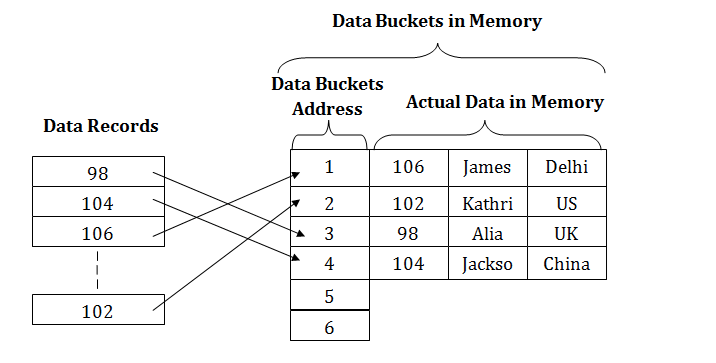 Data Buckets in Memory
Data Buckets
Address
Actual Data in Memory
Data Records
98
104
106
102
1 106 James Delhi
2 102 Kathri US
3 98 Alia UK
4 104 Jackso China
5
6